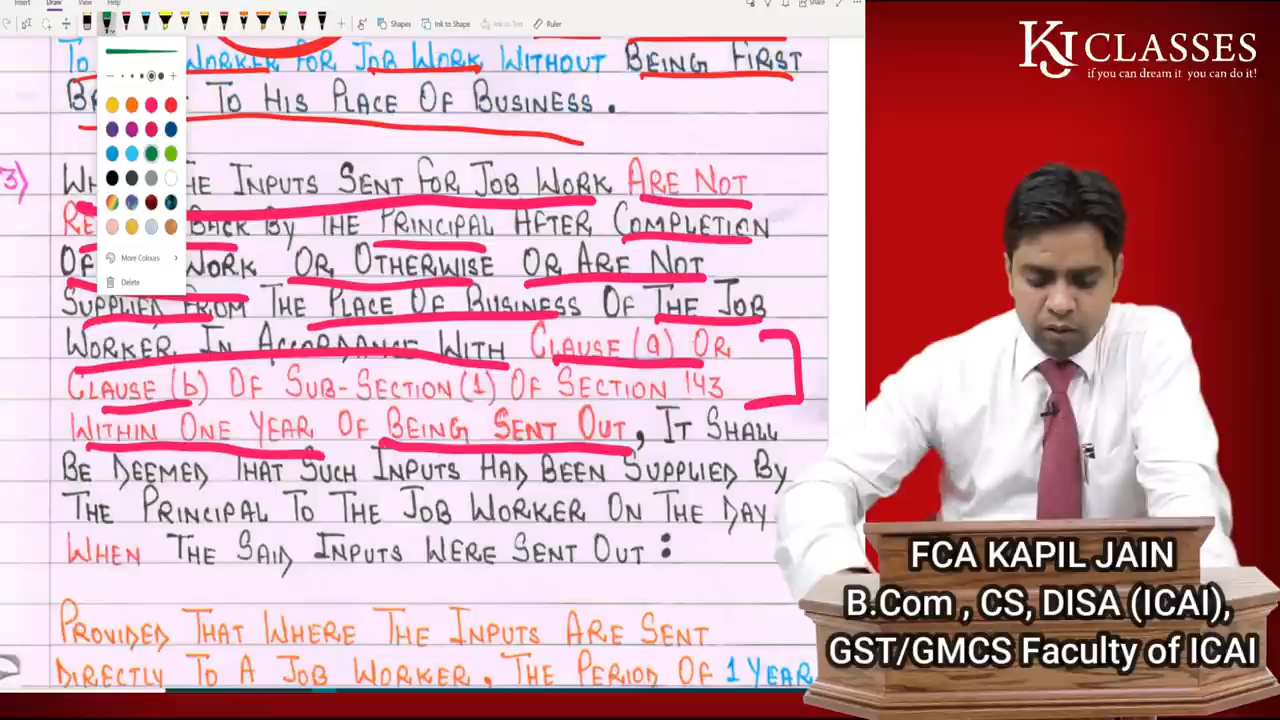 Insert
Draw
Share
Shapes
Ink to Shape
Ink to Text
Ruler
To WORKER FOR JOB WORK WITHOUT BEING FIRST
TO HIS PLACE OF BUSINESS.
3)
THE INPUTS SENT FOR JOB WORK ARE NOT
BACK BY THE PRINCIPAL AFTER COMPLETION
OF WORK OR OTHERWISE OR ARE NOT
SUPPLIED FROM THE PLACE OF BUSINESS OF THE JOB
WORKER IN ACCORDANCE WITH CLAUSE (a) OR
CLAUSE (b) OF SUB-SECTION(1) OF SECTION 143
WITHIN ONE YEAR OF BEING SENT OUT, IT SHALL
BE DEEMED THAT SUCH INPUTS HAD BEEN SUPPLIED BY
THE PRINCIPAL TO THE JOB WORKER ON THE DAY
WHEN THE SAID INPUTS WERE SENT OUT :
PROVIDED THAT WHERE THE INPUTS ARE SENT
DIRECTLY TO A JOB WORKER, THE PERIOD OF 1 YEAR
More Colours
Delete
KJ CLASSES
if you can dream it you can do it!
FCA KAPIL JAIN
B.Com , CS, DISA (ICAI),
GST/GMCS Faculty of ICAI